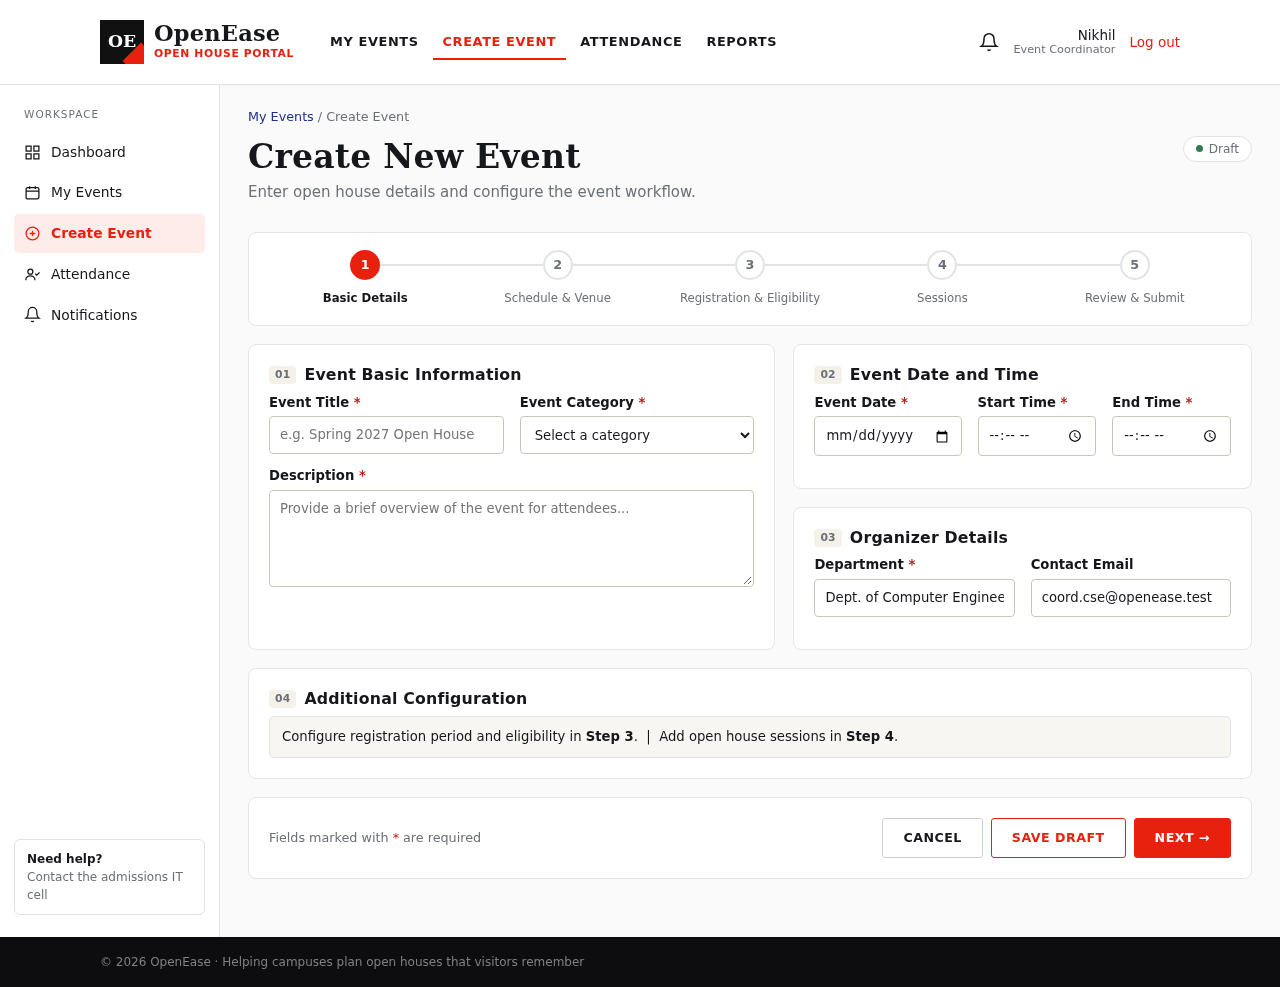 OE
OpenEase
OPEN HOUSE PORTAL
MY EVENTS
CREATE EVENT
ATTENDANCE
REPORTS
Nikhil
Event Coordinator
Log out
WORKSPACE
Dashboard
My Events
Create Event
Attendance
Notifications
Need help?
Contact the admissions IT
cell
My Events / Create Event
Create New Event
Enter open house details and configure the event workflow.
Draft
1
Basic Details
2
Schedule & Venue
3
Registration & Eligibility
4
Sessions
5
Review & Submit
01 Event Basic Information
Event Title *
e.g. Spring 2027 Open House
Event Category *
Select a category
Description *
Provide a brief overview of the event for attendees...
02 Event Date and Time
Event Date *
mm/dd/yyyy
Start Time *
--:-- --
End Time *
--:-- --
03 Organizer Details
Department *
Dept. of Computer Enginee
Contact Email
coord.cse@openease.test
04 Additional Configuration
Configure registration period and eligibility in Step 3. | Add open house sessions in Step 4.
Fields marked with * are required
CANCEL
SAVE DRAFT
NEXT →
© 2026 OpenEase · Helping campuses plan open houses that visitors remember